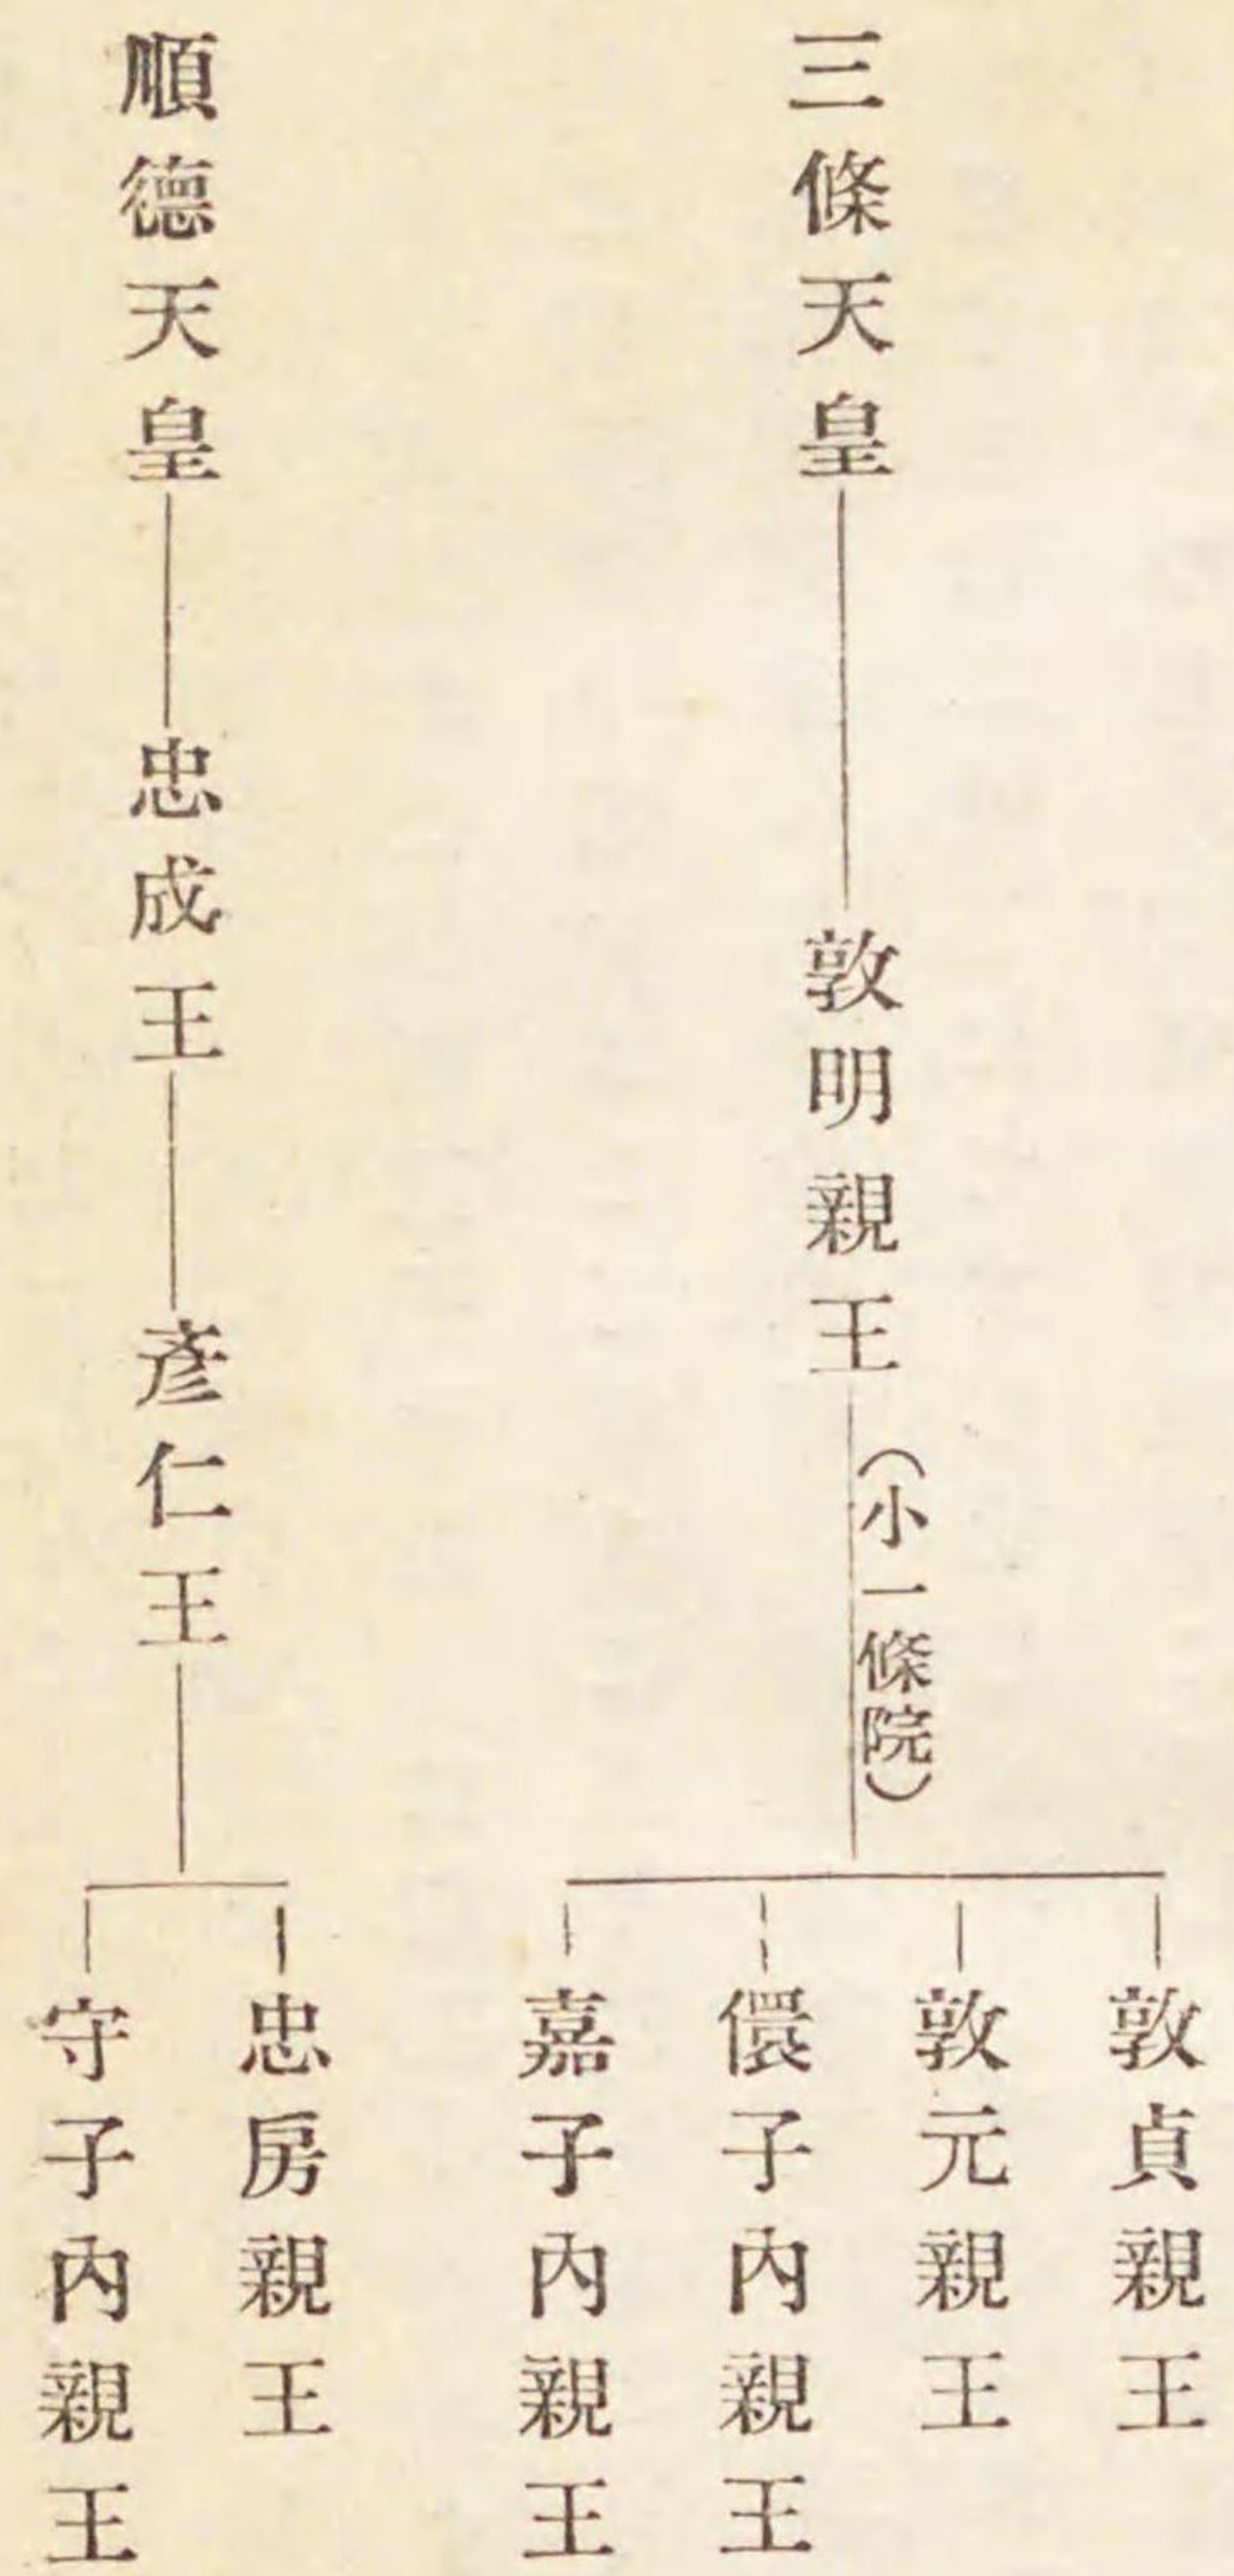 三條天皇
敦明親王
(小一條院)
敦貞親王
敦元親王
儇子內親王
嘉子內親王
順德天皇
忠成王
彥仁王
忠房親王
守子內親王